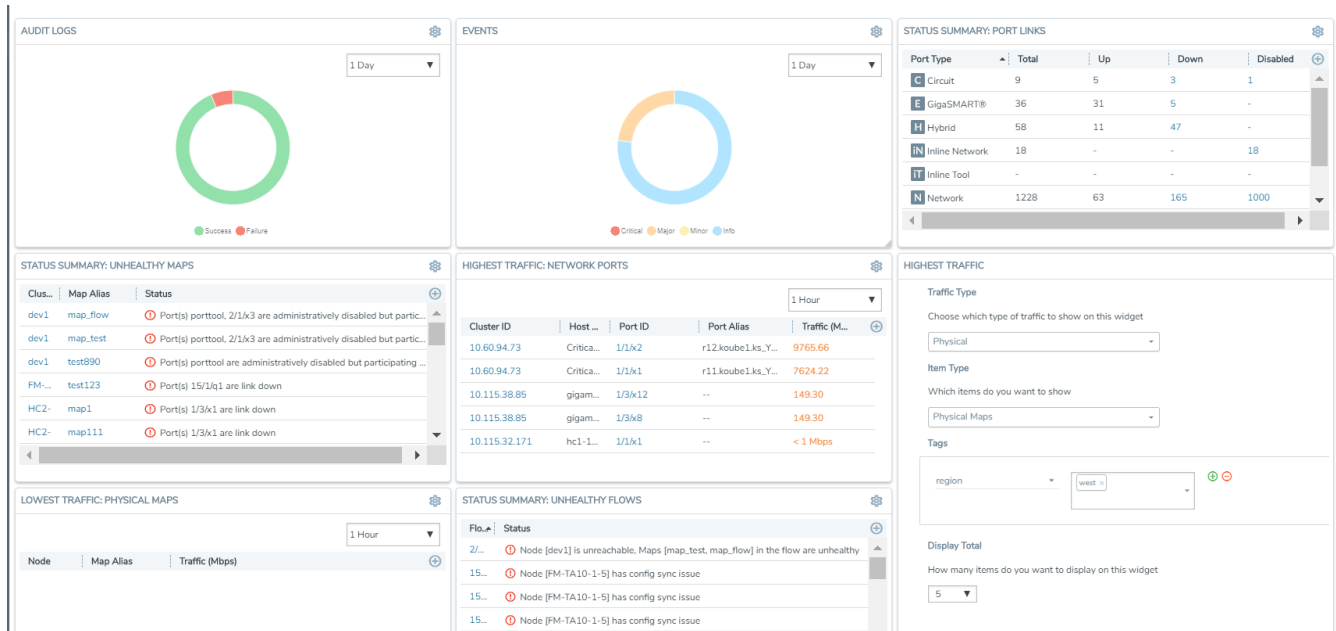 AUDIT LOGS
1 Day
Success Failure
EVENTS
1 Day
Critical Major Minor Info
STATUS SUMMARY: PORT LINKS
Port Type Total Up Down Disabled
C Circuit 9 5 3 1
E GigaSMART® 36 31 5 -
H Hybrid 58 11 47 -
iN Inline Network 18 - - 18
iT Inline Tool - - - -
N Network 1228 63 165 1000
STATUS SUMMARY: UNHEALTHY MAPS
Clus... Map Alias Status
dev1 map_flow Port(s) porttool, 2/1/x3 are administratively disabled but partic...
dev1 map_test Port(s) porttool, 2/1/x3 are administratively disabled but partic...
dev1 test890 Port(s) porttool are administratively disabled but participating ...
FM-... test123 Port(s) 15/1/q1 are link down
HC2- map1 Port(s) 1/3/x1 are link down
HC2- map111 Port(s) 1/3/x1 are link down
HIGHEST TRAFFIC: NETWORK PORTS
1 Hour
Cluster ID Host ... Port ID Port Alias Traffic (M...
10.60.94.73 Critica... 1/1/x2 r12.koube1.ks_Y... 9765.66
10.60.94.73 Critica... 1/1/x1 r11.koube1.ks_Y... 7624.22
10.115.38.85 gigam... 1/3/x12 -- 149.30
10.115.38.85 gigam... 1/3/x8 -- 149.30
10.115.32.171 hc1-1... 1/1/x1 -- < 1 Mbps
HIGHEST TRAFFIC
Traffic Type
Choose which type of traffic to show on this widget
Physical
Item Type
Which items do you want to show
Physical Maps
Tags
region west ×
Display Total
How many items do you want to display on this widget
5
LOWEST TRAFFIC: PHYSICAL MAPS
1 Hour
Node Map Alias Traffic (Mbps)
STATUS SUMMARY: UNHEALTHY FLOWS
Flo... Status
2/... Node [dev1] is unreachable, Maps [map_test, map_flow] in the flow are unhealthy
15... Node [FM-TA10-1-5] has config sync issue
15... Node [FM-TA10-1-5] has config sync issue
15... Node [FM-TA10-1-5] has config sync issue
15... Node [FM-TA10-1-5] has config sync issue